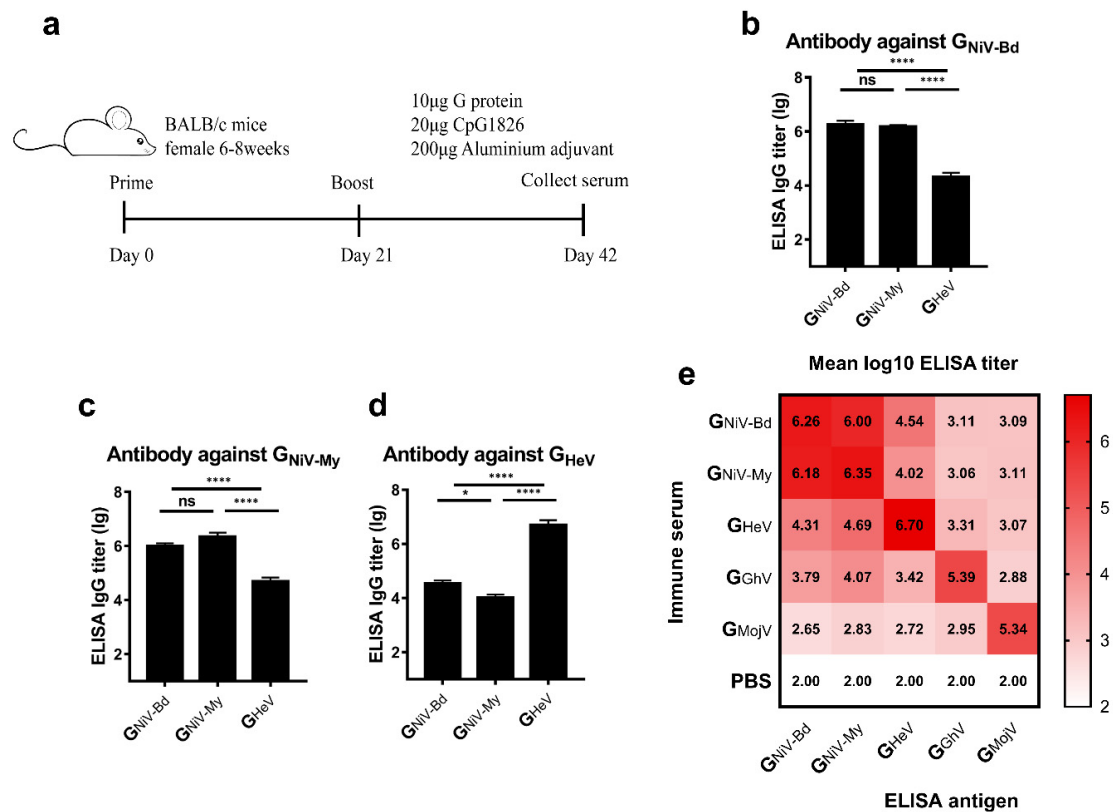 a
BALB/c mice
female 6-8weeks
10μg G protein
20μg CpG1826
200μg Aluminium adjuvant
Prime
Boost
Collect serum
Day 0
Day 21
Day 42
b
Antibody against GNiV-Bd
****
ns
****
ELISA IgG titer (lg)
8
6
4
2
GNiV-Bd
GNiV-My
GHeV
c
Antibody against GNiV-My
****
ns
****
ELISA IgG titer (lg)
8
6
4
2
GNiV-Bd
GNiV-My
GHeV
d
Antibody against GHeV
****
*
****
ELISA IgG titer (lg)
8
6
4
2
GNiV-Bd
GNiV-My
GHeV
e
Mean log10 ELISA titer
Immune serum
GNiV-Bd 6.26 6.00 4.54 3.11 3.09
GNiV-My 6.18 6.35 4.02 3.06 3.11
GHeV 4.31 4.69 6.70 3.31 3.07
GGhV 3.79 4.07 3.42 5.39 2.88
GMojV 2.65 2.83 2.72 2.95 5.34
PBS 2.00 2.00 2.00 2.00 2.00
GNiV-Bd GNiV-My GHeV GGhV GMojV
ELISA antigen
6
5
4
3
2